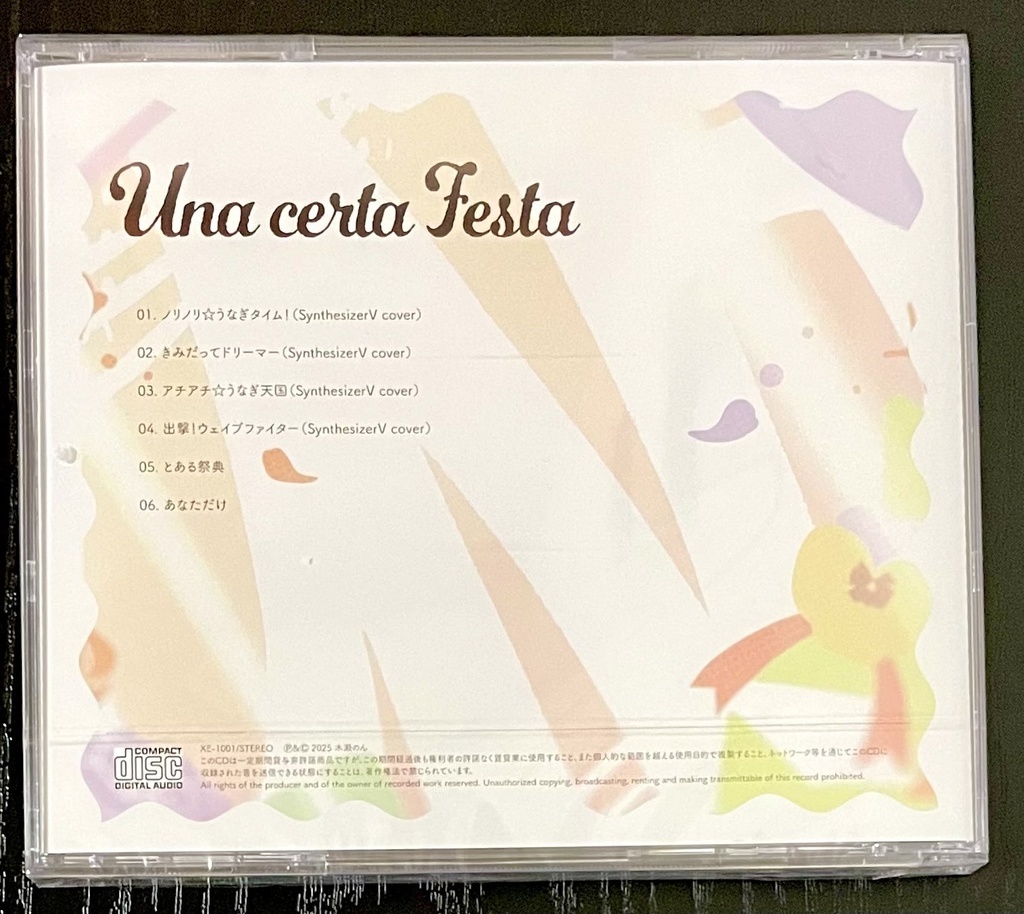 Una certa Festa
01. ノリノリ☆うなぎタイム!(SynthesizerV cover)
02. きみだってドリーマー(SynthesizerV cover)
03. アチアチ☆うなぎ天国(SynthesizerV cover)
04. 出撃!ウェイブファイター(SynthesizerV cover)
05. とある祭典
06. あなただけ
COMPACT
disc
DIGITAL AUDIO
XE-1001/STEREO ℗&© 2025 水瀬のん
このCDは一定期間貸与非許諾商品ですが、この期間経過後も権利者の許諾なく賃貸業に使用すること、また個人的な範囲を超える使用目的で複製すること、ネットワーク等を通じてこのCDに
収録された音を送信できる状態にすることは、著作権法で禁じられています。
All rights of the producer and of the owner of recorded work reserved. Unauthorized copying, broadcasting, renting and making transmittable of this record prohibited.